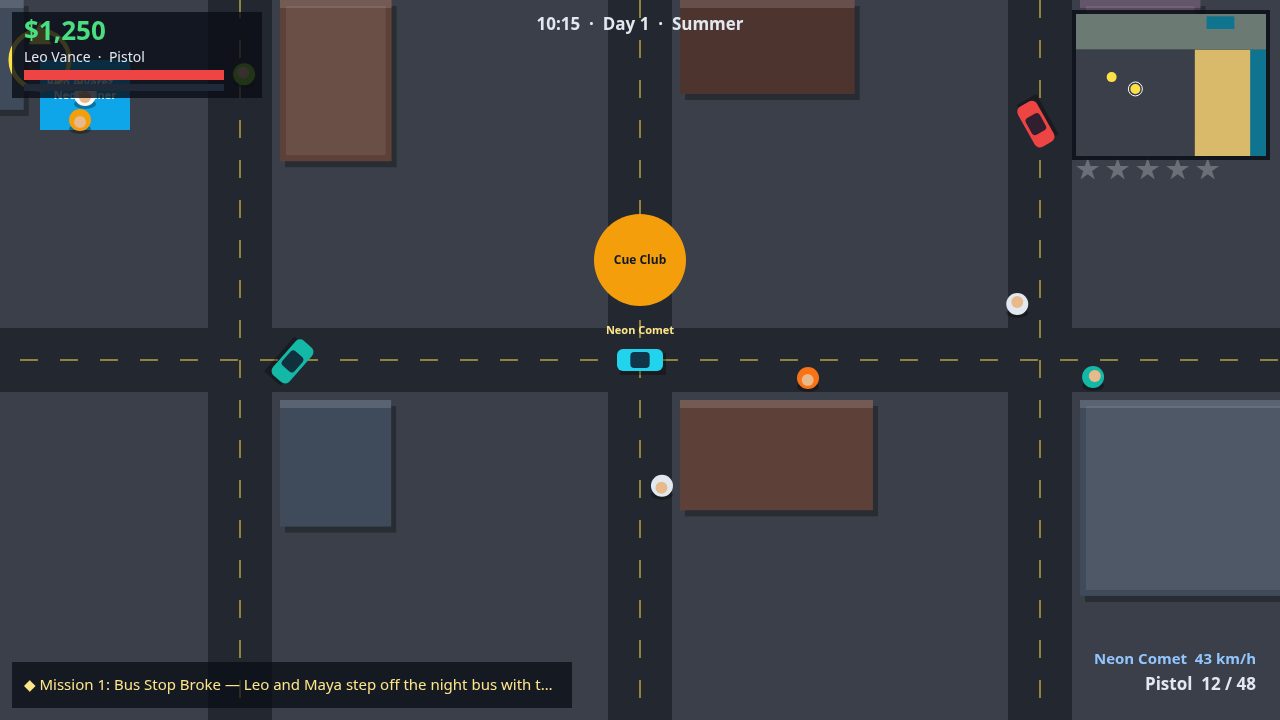 $1,250
Leo Vance · Pistol
10:15 · Day 1 · Summer
Cue Club
Neon Comet
◆ Mission 1: Bus Stop Broke — Leo and Maya step off the night bus with t...
Neon Comet 43 km/h
Pistol 12 / 48